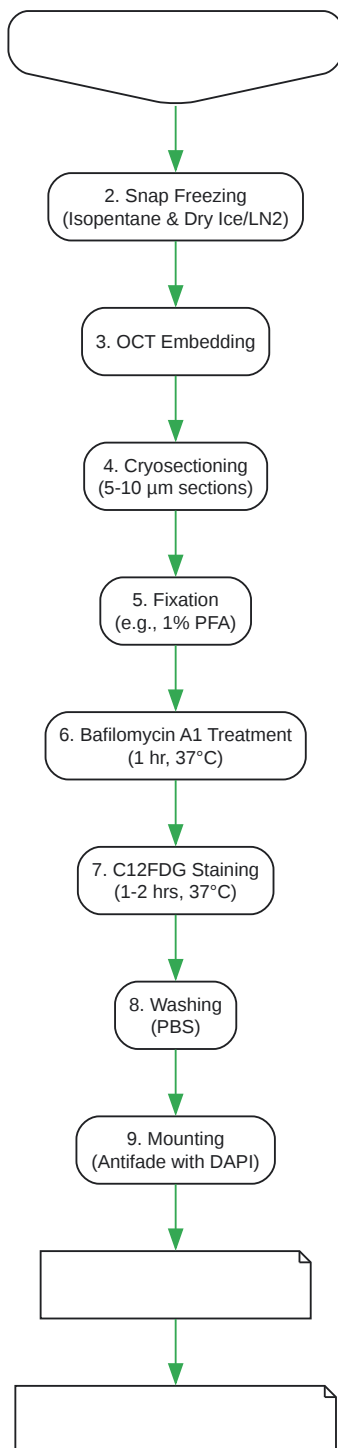 2. Snap Freezing
(Isopentane & Dry Ice/LN2)
3. OCT Embedding
4. Cryosectioning
(5-10 µm sections)
5. Fixation
(e.g., 1% PFA)
6. Bafilomycin A1 Treatment
(1 hr, 37°C)
7. C12FDG Staining
(1-2 hrs, 37°C)
8. Washing
(PBS)
9. Mounting
(Antifade with DAPI)